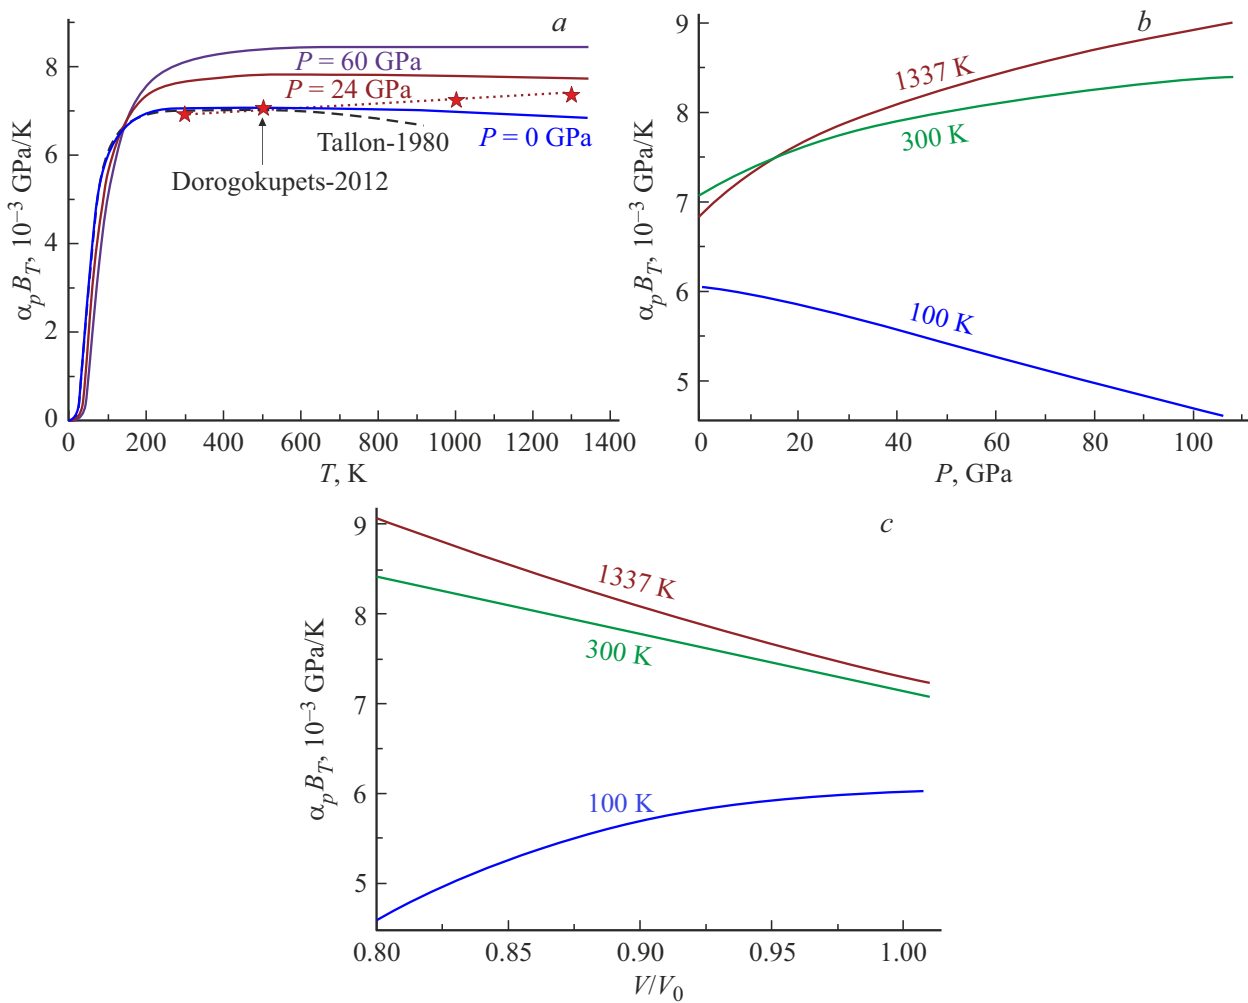 a
α_pB_T, 10⁻³ GPa/K
8
6
4
2
0
P = 60 GPa
P = 24 GPa
Tallon-1980
P = 0 GPa
Dorogokupets-2012
0 200 400 600 800 1000 1200 1400
T, K
b
α_pB_T, 10⁻³ GPa/K
9
8
7
6
5
1337 K
300 K
100 K
0 20 40 60 80 100
P, GPa
c
α_pB_T, 10⁻³ GPa/K
9
8
7
6
5
1337 K
300 K
100 K
0.80 0.85 0.90 0.95 1.00
V/V₀